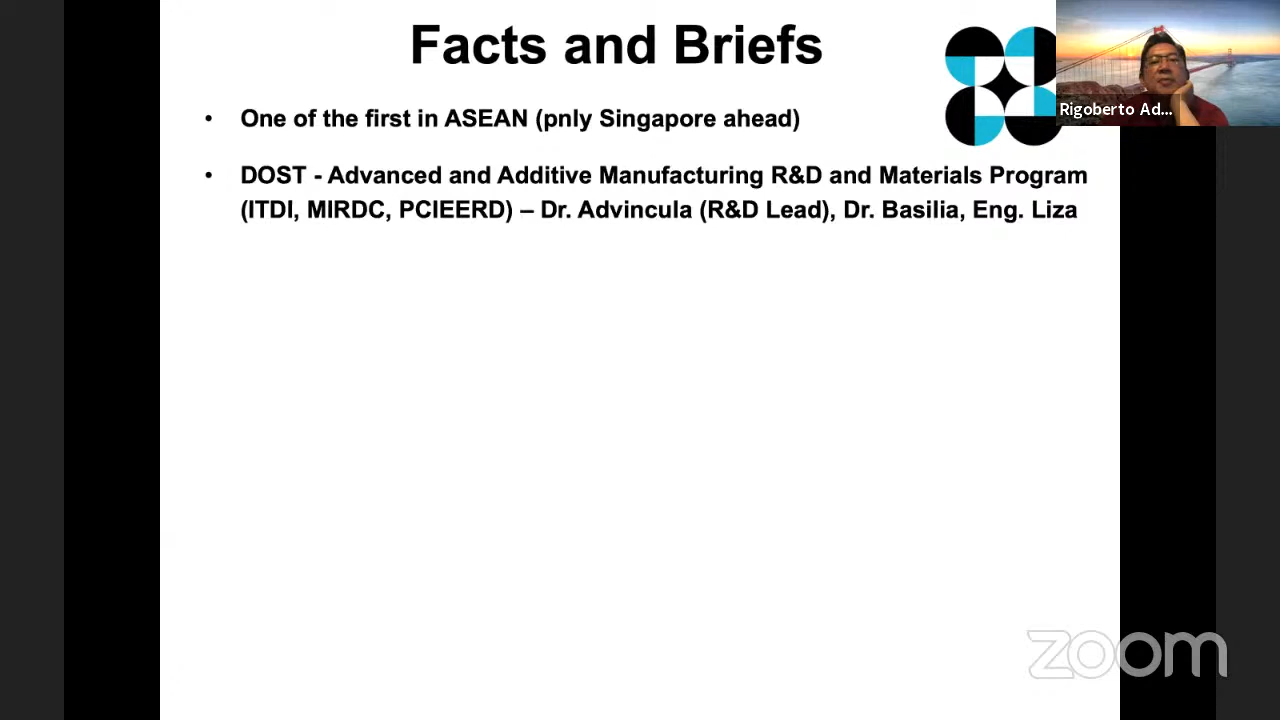 Facts and Briefs
• One of the first in ASEAN (pnly Singapore ahead)
• DOST - Advanced and Additive Manufacturing R&D and Materials Program
(ITDI, MIRDC, PCIEERD) – Dr. Advincula (R&D Lead), Dr. Basilia, Eng. Liza
Rigoberto Ad...
zoom